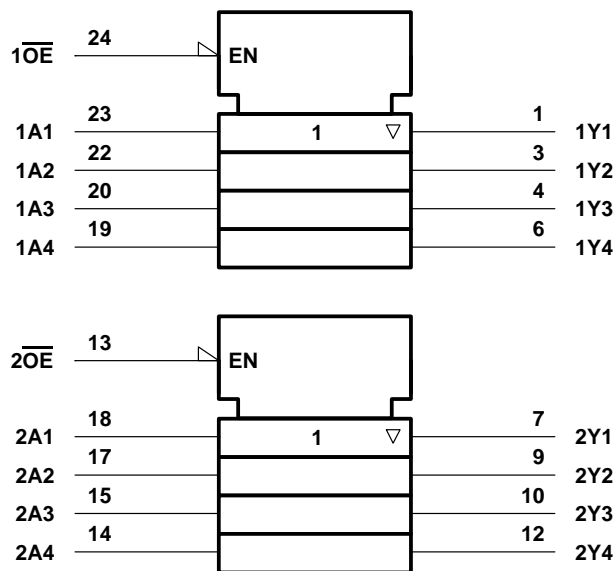 24
1O̅E̅ EN
23 1
1A1 1 ▽ 1Y1
22 3
1A2 1Y2
20 4
1A3 1Y3
19 6
1A4 1Y4
13
2O̅E̅ EN
18 7
2A1 1 ▽ 2Y1
17 9
2A2 2Y2
15 10
2A3 2Y3
14 12
2A4 2Y4